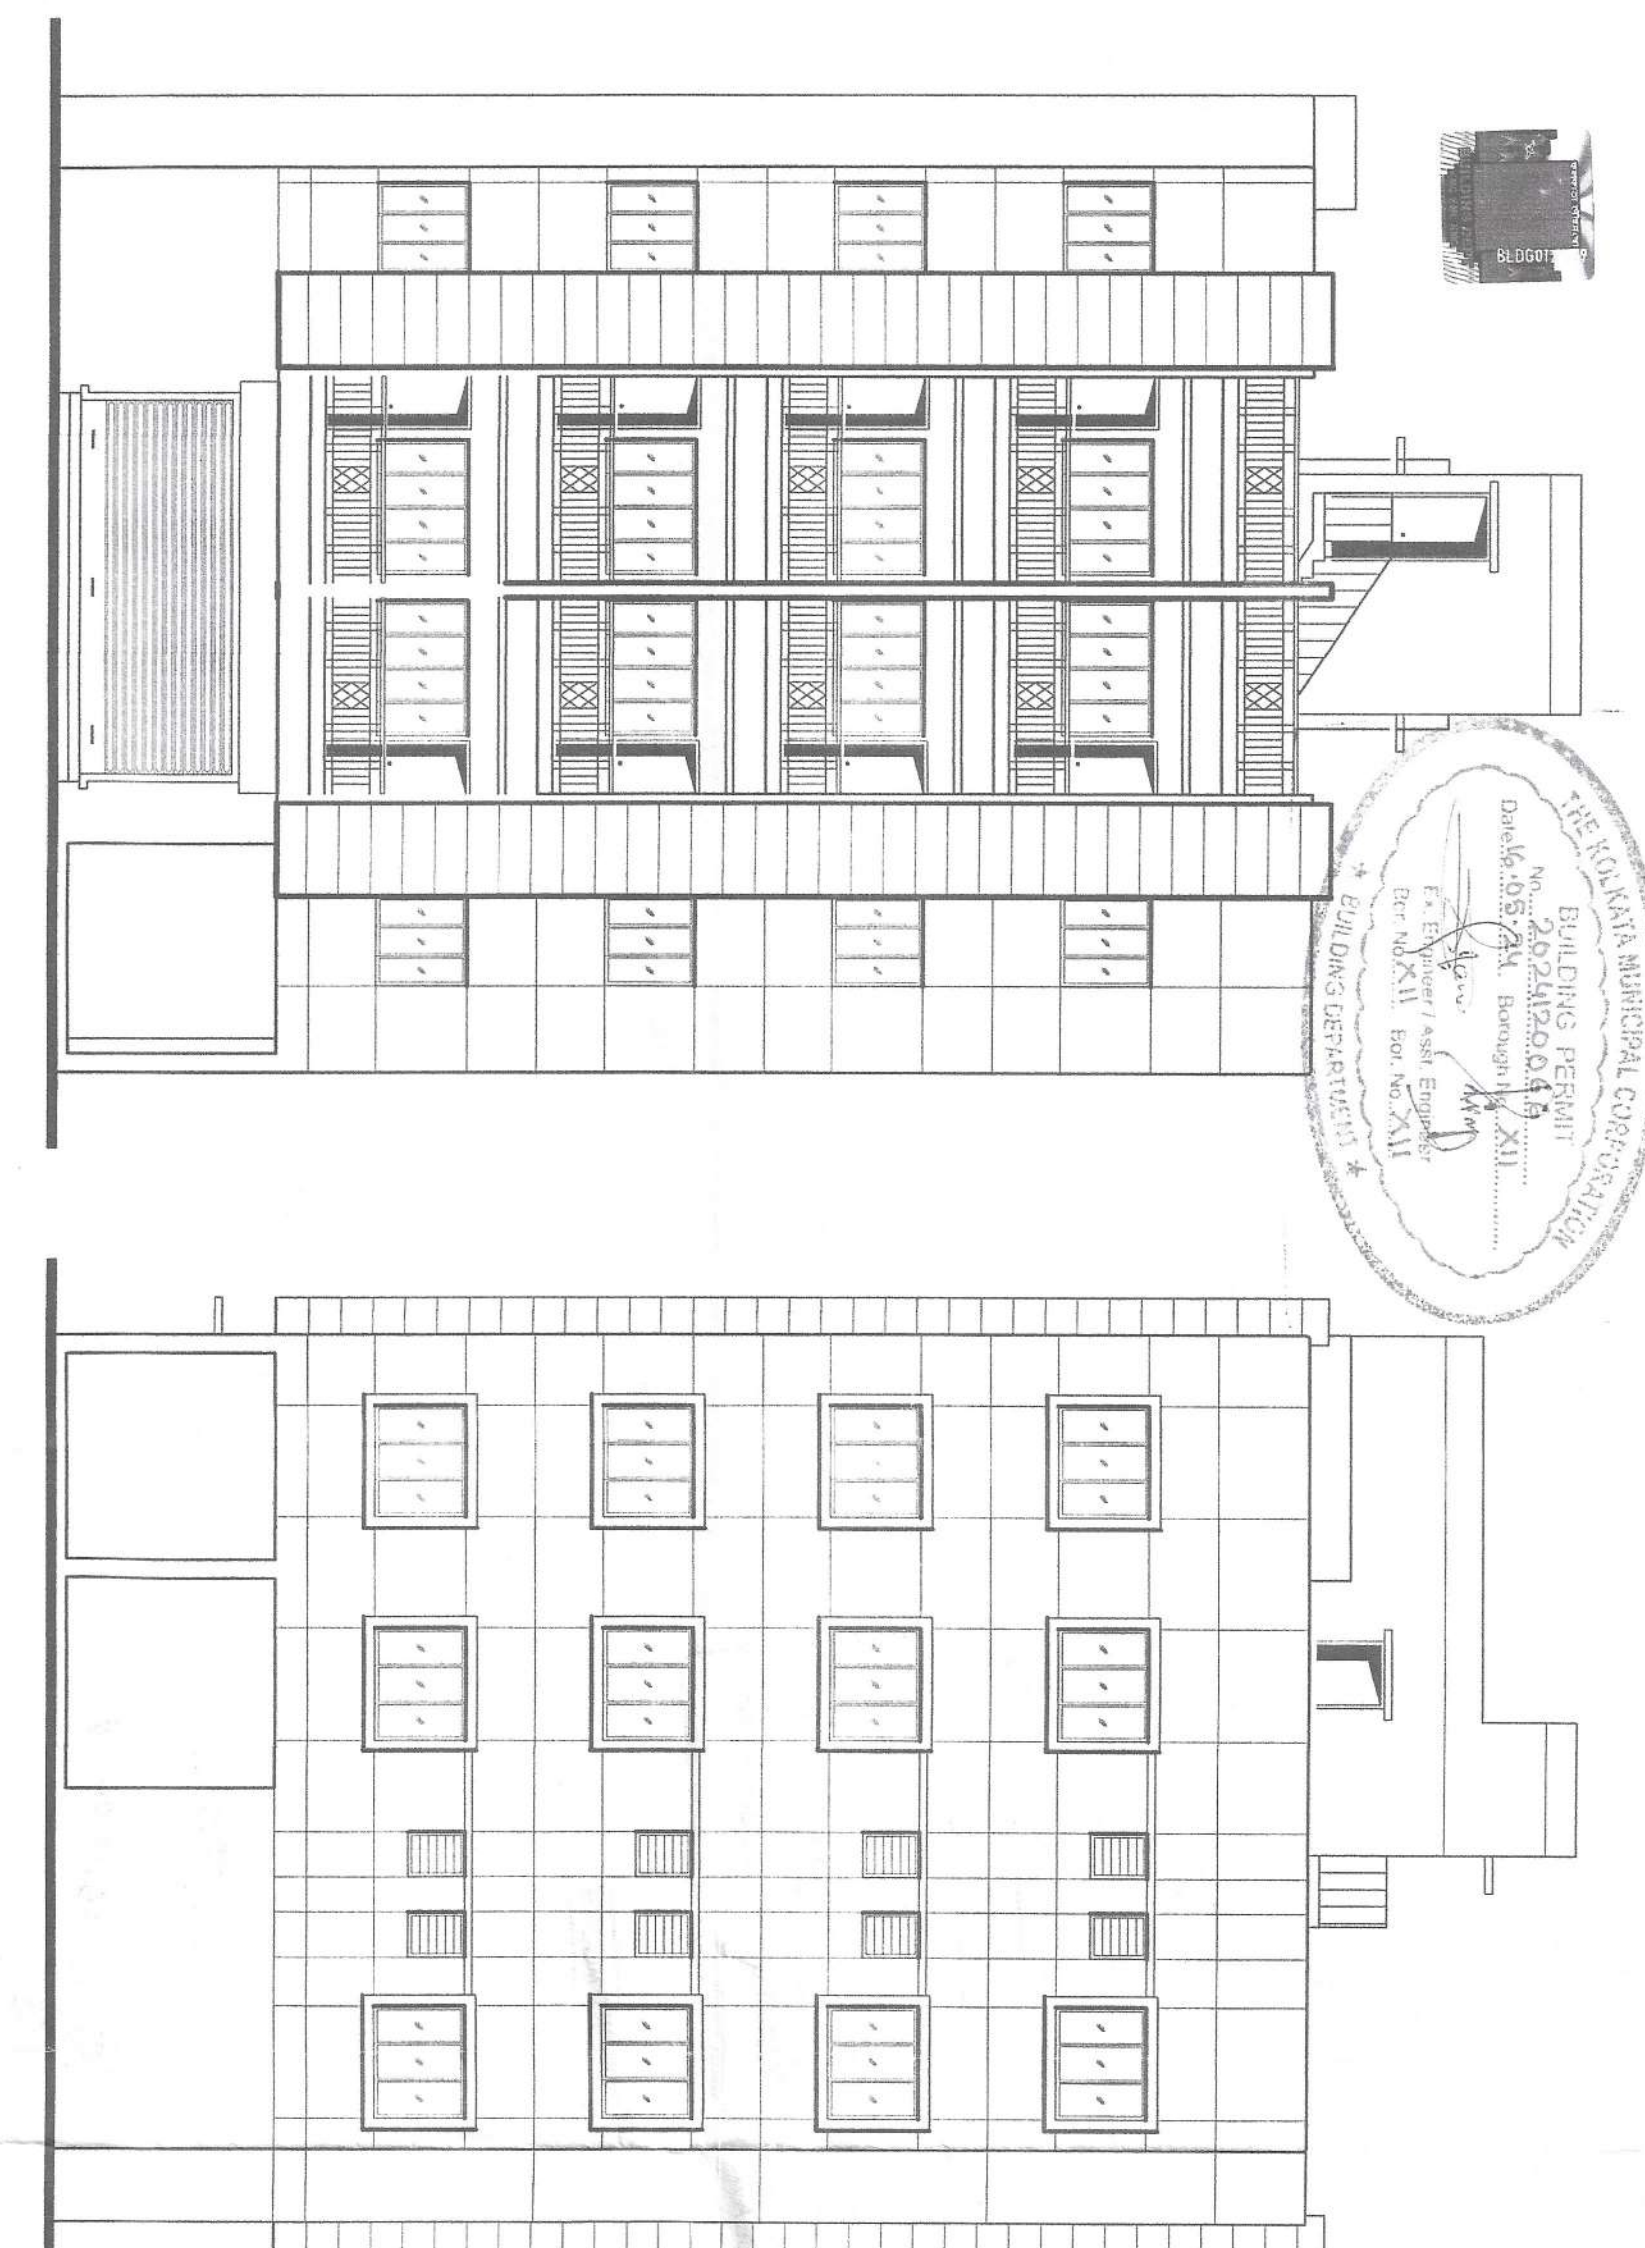 BLDG01
THE KOLKATA MUNICIPAL CORPORATION
BUILDING PERMIT
No. 2024120066
Date 16.05.24 Borough No. XII
Ex. Engineer / Asst. Engineer
Bor. No. XII Bor. No. XII
★ BUILDING DEPARTMENT ★